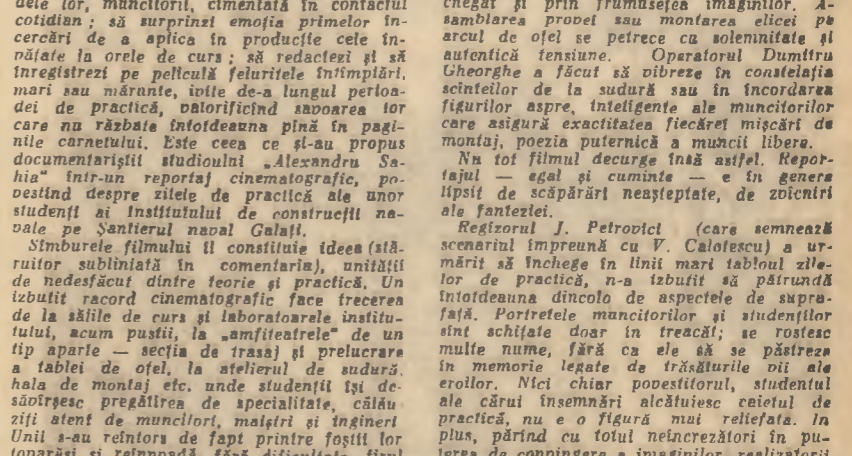 dele lor, muncitorii, cimentată în contactul
cotidian ; să surprinzi emoția primelor în-
cercări de a aplica în producție cele în-
vățate la orele de curs ; să redactezi și să
înregistrezi pe peliculă feluritele întîmplări,
mari sau mărunte, ivite de-a lungul perioa-
dei de practică, valorificînd savoarea lor
care nu răzbate întotdeauna pînă în pagi-
nile carnetului. Este ceea ce și-au propus
documentariștii studioului „Alexandru Sa-
hia" într-un reportaj cinematografic, po-
vestind despre zilele de practică ale unor
studenți ai Institutului de construcții na-
vale pe Șantierul naval Galați.
Sîmburele filmului îl constituie ideea (stă-
ruitor subliniată în comentariu), unității
de nedesfăcut dintre teorie și practică. Un
izbutit racord cinematografic face trecerea
de la sălile de curs și laboratoarele institu-
tului, acum pustii, la „amfiteatrele" de un
tip aparte — secția de trasaj și prelucrare
a tablei de oțel, la atelierul de sudură,
hala de montaj etc. unde studenții își de-
săvîrșesc pregătirea de specialitate, călău
ziți atent de muncitori, maiștri și ingineri
Unii s-au reîntors de fapt printre foștii lor
tovarăși și reînnoadă, fără dificultate, firul
chegat și prin frumusețea imaginilor. A-
samblarea provei sau montarea elicei pe
arcul de oțel se petrece cu solemnitate și
autentică tensiune. Operatorul Dumitru
Gheorghe a făcut să vibreze în constelația
scînteilor de la sudură sau în încordarea
figurilor aspre, inteligente ale muncitorilor
care asigură exactitatea fiecărei mișcări de
montaj, poezia puternică a muncii libere.
Nu tot filmul decurge însă astfel. Repor-
tajul — egal și cuminte — e în genere
lipsit de scăpărări neașteptate, de zvîcniri
ale fanteziei.
Regizorul J. Petrovici (care semnează
scenariul împreună cu V. Calotescu) a ur-
mărit să închege în linii mari tabloul zile-
lor de practică, n-a izbutit să pătrundă
întotdeauna dincolo de aspectele de supra-
față. Portretele muncitorilor și studenților
sînt schițate doar în treacăt; se rostesc
multe nume, fără ca ele să se păstreze
în memorie legate de trăsăturile vii ale
eroilor. Nici chiar povestitorul, studentul
ale cărui însemnări alcătuiesc caietul de
practică, nu e o figură mai reliefată. În
plus, părînd cu totul neîncrezători în pu-
terea de convingere a imaginilor, realizatorii